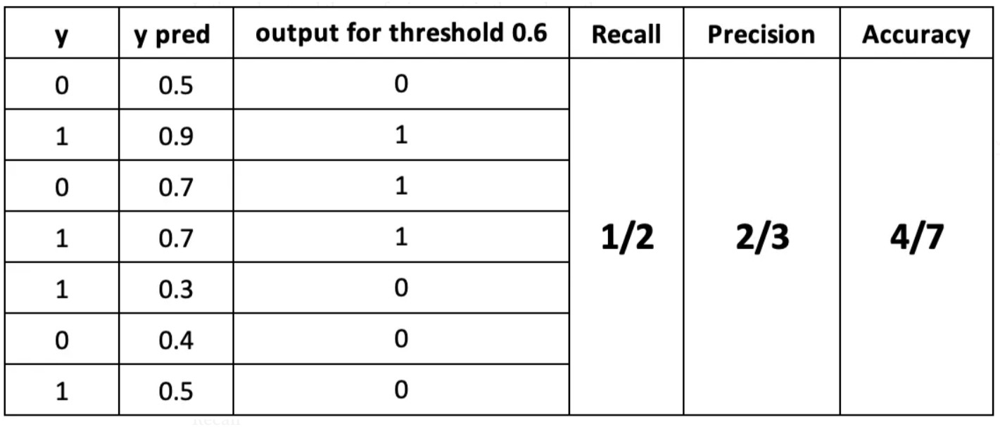 y y pred output for threshold 0.6 Recall Precision Accuracy
0 0.5 0
1 0.9 1
0 0.7 1
1 0.7 1 1/2 2/3 4/7
1 0.3 0
0 0.4 0
1 0.5 0